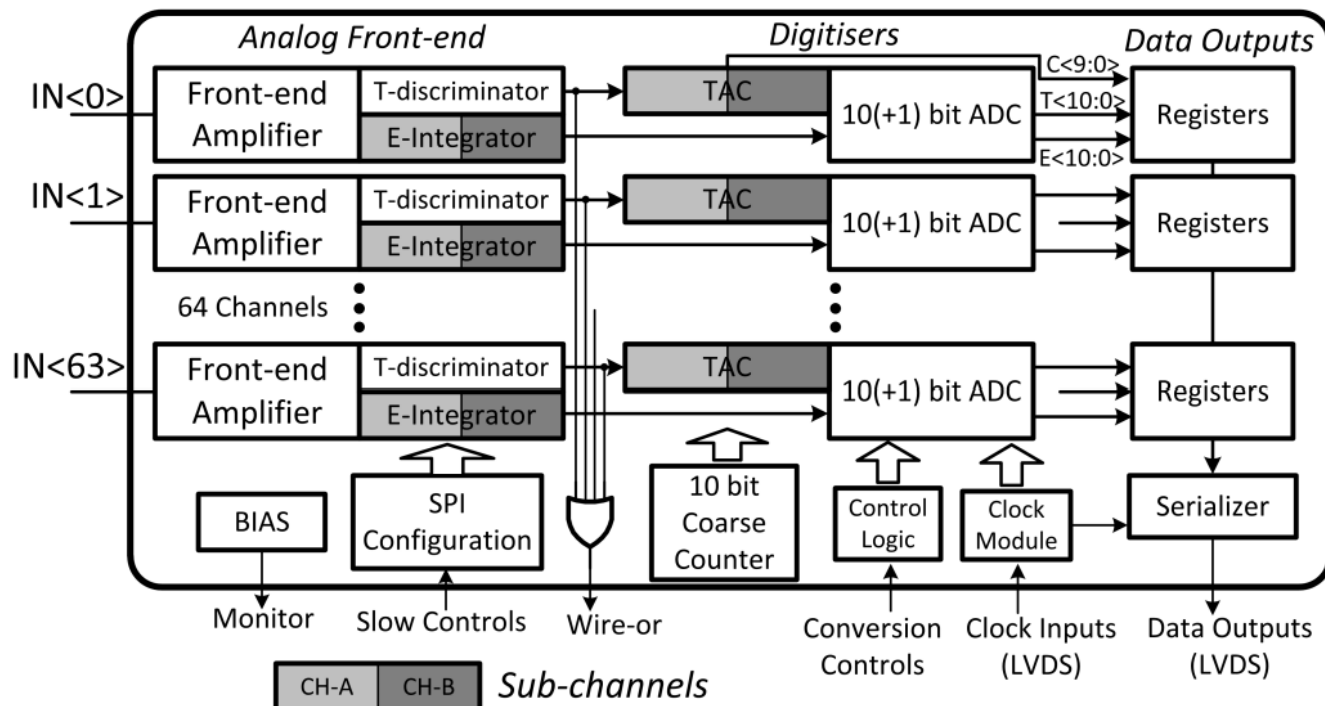 Analog Front-end
Digitisers
Data Outputs
IN<0>
Front-end
Amplifier
T-discriminator
E-Integrator
TAC
10(+1) bit ADC
C<9:0>
T<10:0>
E<10:0>
Registers
IN<1>
Front-end
Amplifier
T-discriminator
E-Integrator
TAC
10(+1) bit ADC
Registers
64 Channels
IN<63>
Front-end
Amplifier
T-discriminator
E-Integrator
TAC
10(+1) bit ADC
Registers
BIAS
SPI
Configuration
10 bit
Coarse
Counter
Control
Logic
Clock
Module
Serializer
Monitor
Slow Controls
Wire-or
Conversion
Controls
Clock Inputs
(LVDS)
Data Outputs
(LVDS)
CH-A
CH-B
Sub-channels